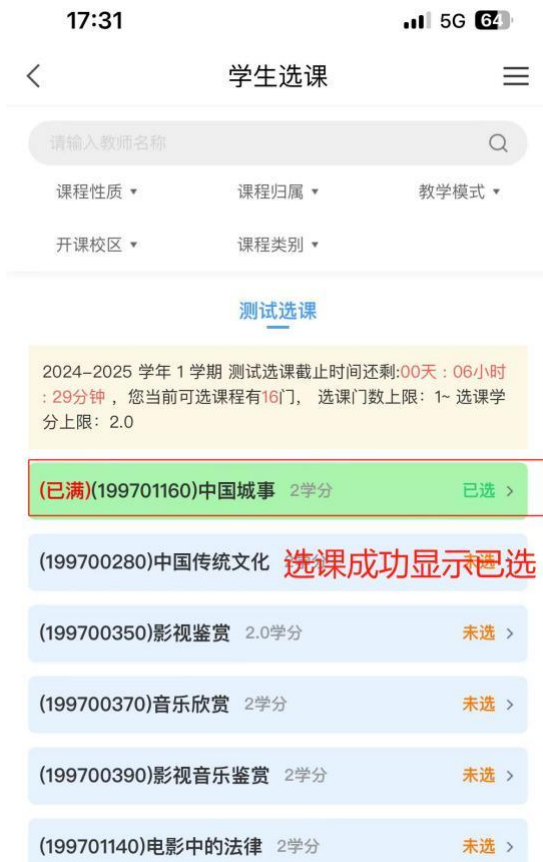 17:31 5G 64
学生选课
请输入教师名称
课程性质 ▾ 课程归属 ▾ 教学模式 ▾
开课校区 ▾ 课程类别 ▾
测试选课
2024-2025 学年 1 学期 测试选课截止时间还剩:00天：06小时
：29分钟 ，您当前可选课程有16门， 选课门数上限：1~ 选课学
分上限：2.0
(已满)(199701160)中国城事 2学分 已选
(199700280)中国传统文化
选课成功显示已选
(199700350)影视鉴赏 2.0学分 未选
(199700370)音乐欣赏 2学分 未选
(199700390)影视音乐鉴赏 2学分 未选
(199701140)电影中的法律 2学分 未选